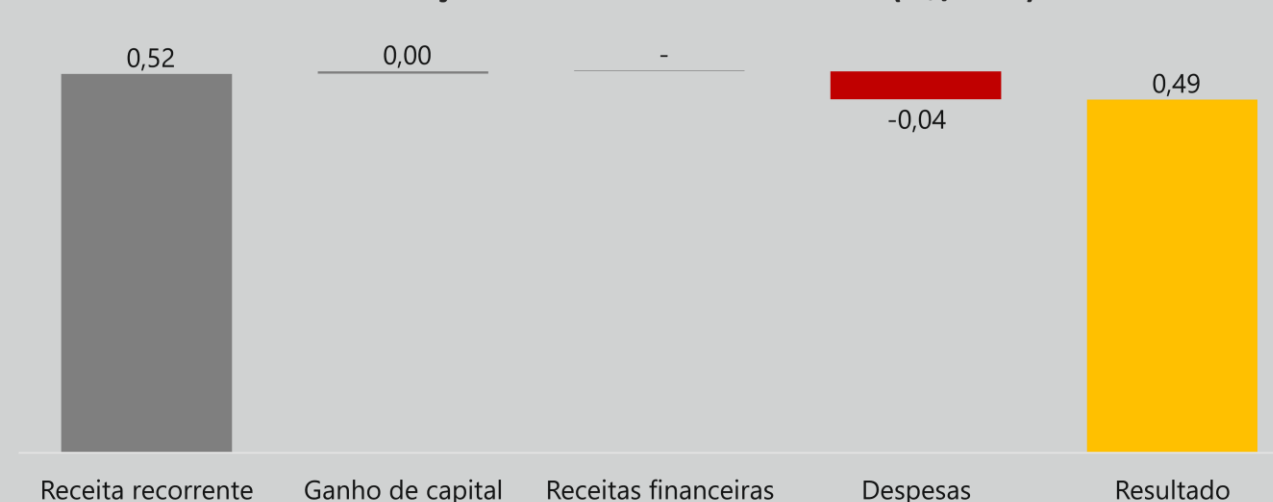 0,52
0,00
-
-0,04
0,49
Receita recorrente
Ganho de capital
Receitas financeiras
Despesas
Resultado